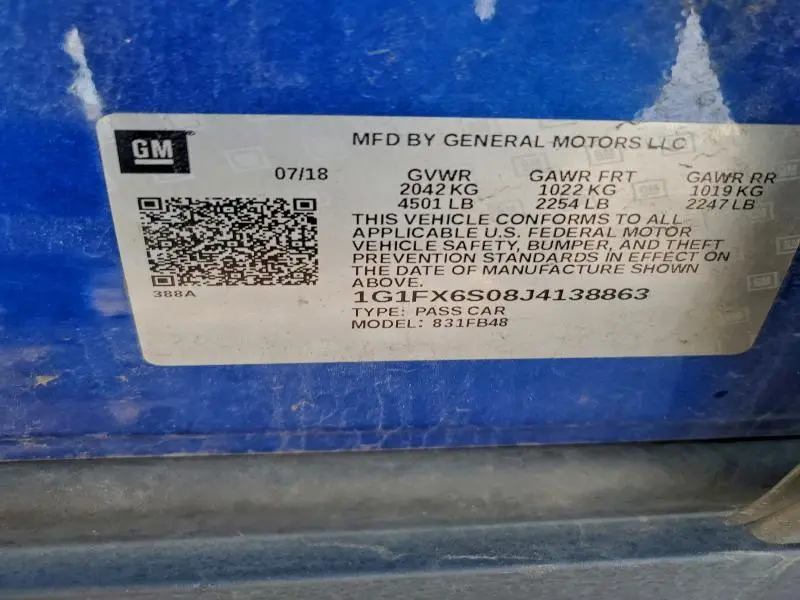 GM
MFD BY GENERAL MOTORS LLC
07/18
GVWR GAWR FRT GAWR RR
2042 KG 1022 KG 1019 KG
4501 LB 2254 LB 2247 LB
THIS VEHICLE CONFORMS TO ALL
APPLICABLE U.S. FEDERAL MOTOR
VEHICLE SAFETY, BUMPER, AND THEFT
PREVENTION STANDARDS IN EFFECT ON
THE DATE OF MANUFACTURE SHOWN
ABOVE.
388A
1G1FX6S08J4138863
TYPE: PASS CAR
MODEL: 831FB48